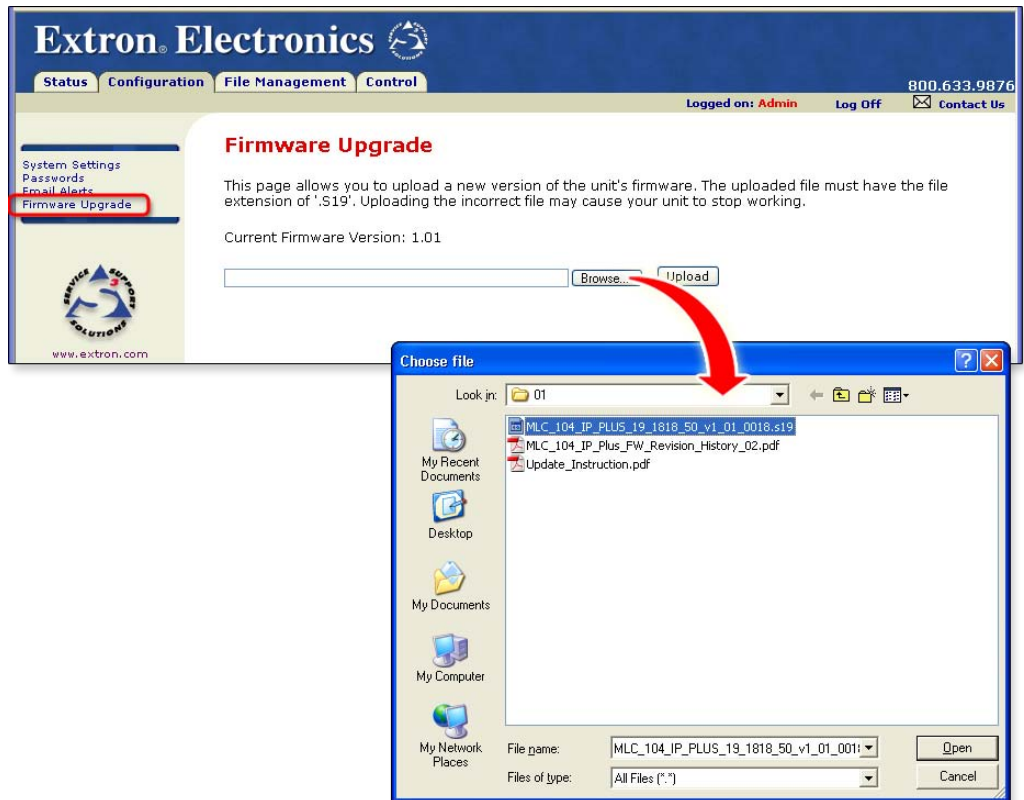 Extron® Electronics
Status Configuration File Management Control
800.633.9876
Logged on: Admin Log Off Contact Us
System Settings
Passwords
Email Alerts
Firmware Upgrade
SERVICE SUPPORT SOLUTIONS
S3
www.extron.com
Firmware Upgrade
This page allows you to upload a new version of the unit's firmware. The uploaded file must have the file
extension of '.S19'. Uploading the incorrect file may cause your unit to stop working.
Current Firmware Version: 1.01
Browse... Upload
Choose file
Look in: 01
MLC_104_IP_PLUS_19_1818_50_v1_01_0018.s19
MLC_104_IP_Plus_FW_Revision_History_02.pdf
Update_Instruction.pdf
My Recent
Documents
Desktop
My Documents
My Computer
My Network
Places
File name: MLC_104_IP_PLUS_19_1818_50_v1_01_001
Open
Files of type: All Files (*.*)
Cancel